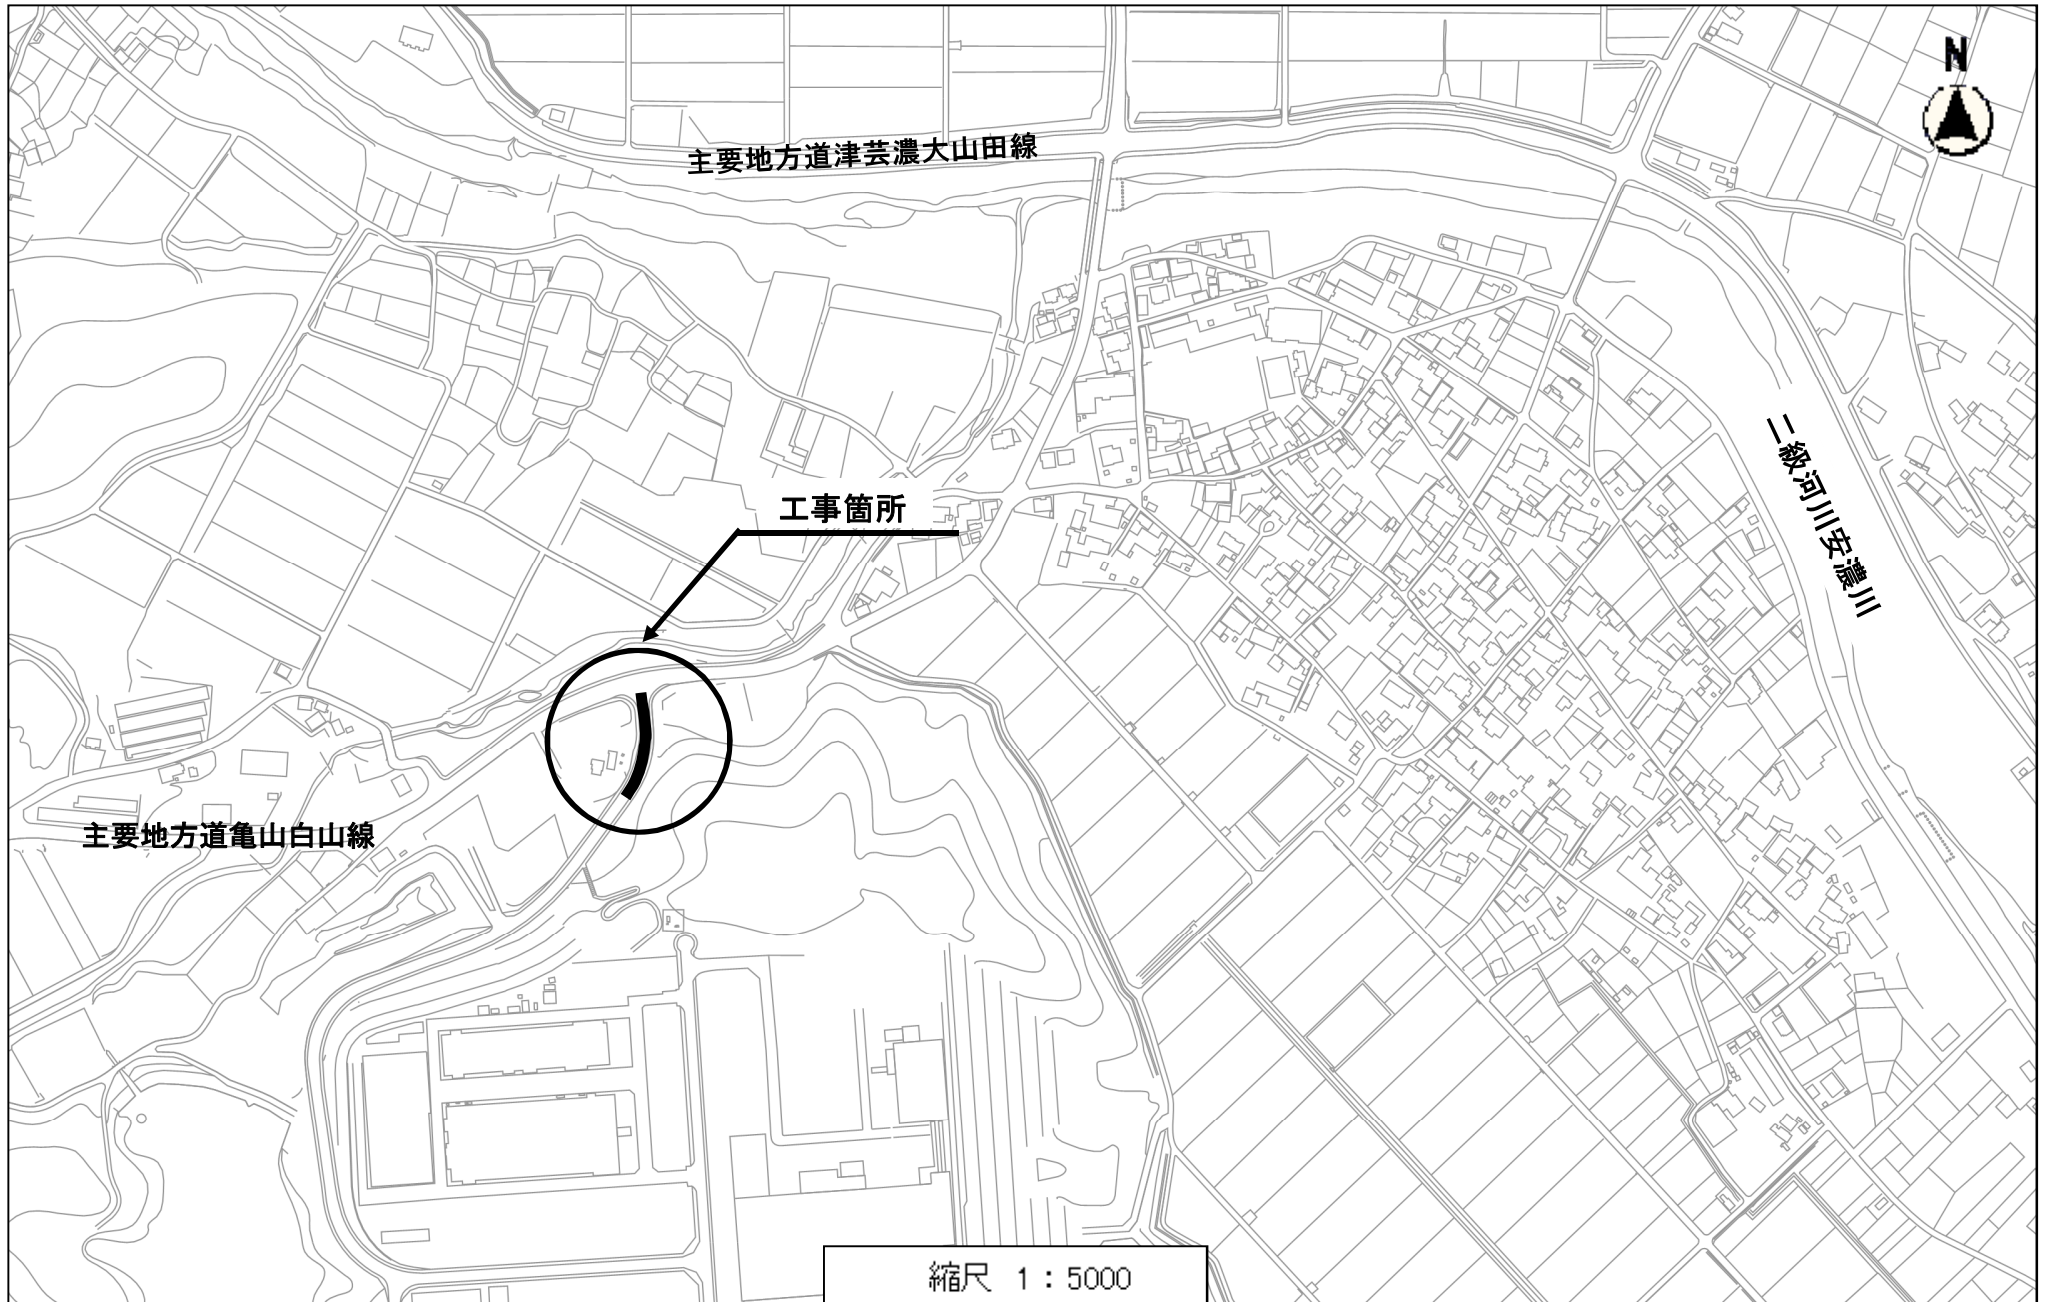 N
主要地方道津芸濃大山田線
二級河川安濃川
工事箇所
主要地方道亀山白山線
縮尺 1:5000